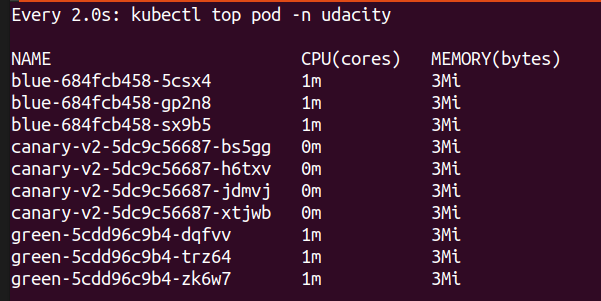 Every 2.0s: kubectl top pod -n udacity
NAME CPU(cores) MEMORY(bytes)
blue-684fcb458-5csx4 1m 3Mi
blue-684fcb458-gp2n8 1m 3Mi
blue-684fcb458-sx9b5 1m 3Mi
canary-v2-5dc9c56687-bs5gg 0m 3Mi
canary-v2-5dc9c56687-h6txv 0m 3Mi
canary-v2-5dc9c56687-jdmvj 0m 3Mi
canary-v2-5dc9c56687-xtjwb 0m 3Mi
green-5cdd96c9b4-dqfvv 1m 3Mi
green-5cdd96c9b4-trz64 1m 3Mi
green-5cdd96c9b4-zk6w7 1m 3Mi